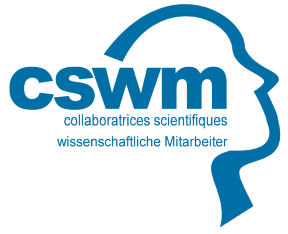 cswm
collaboratrices scientifiques
wissenschaftliche Mitarbeiter